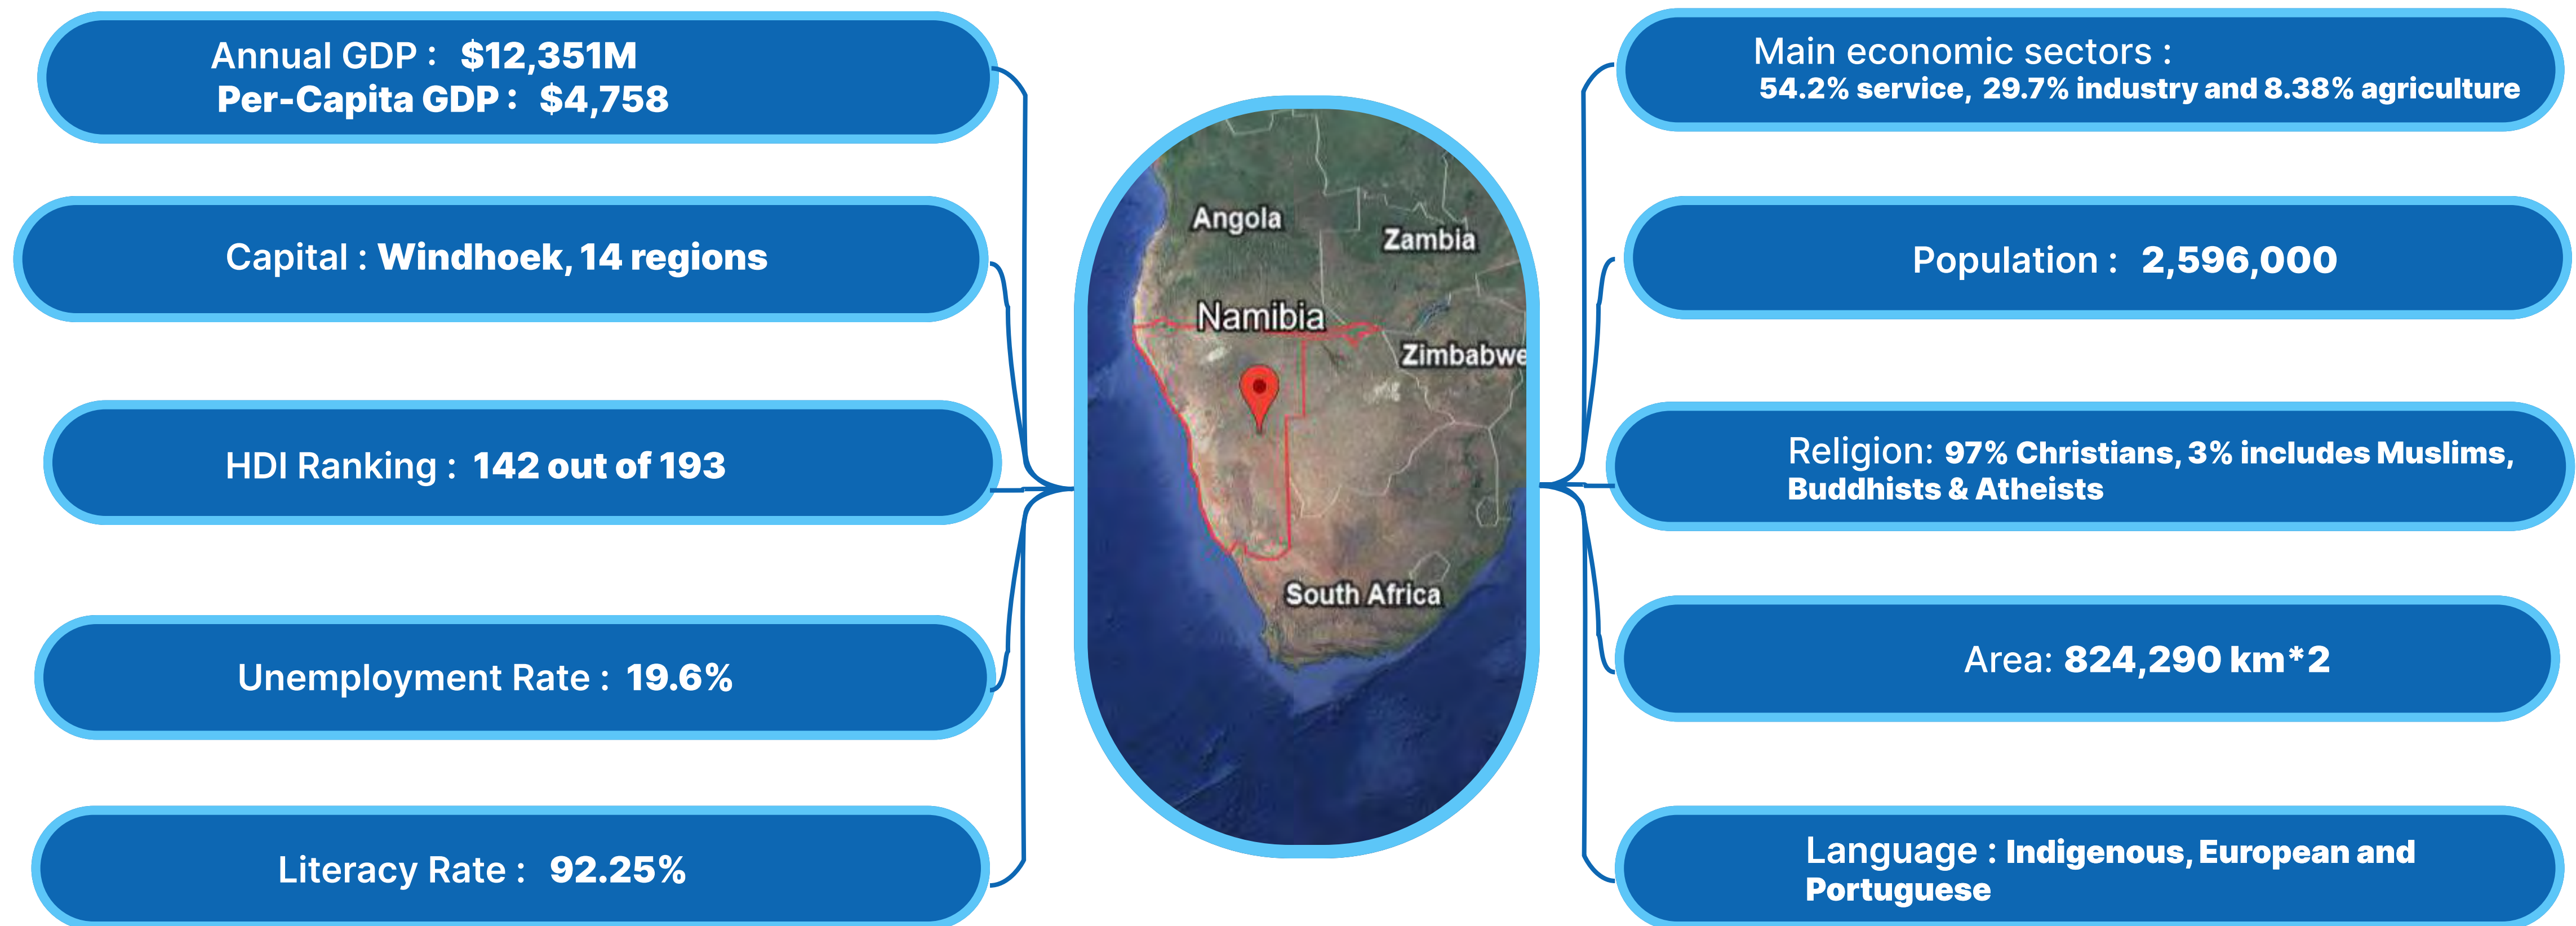 Annual GDP : $12,351M
Per-Capita GDP : $4,758
Capital : Windhoek, 14 regions
HDI Ranking : 142 out of 193
Unemployment Rate : 19.6%
Literacy Rate : 92.25%
Angola
Zambia
Namibia
Zimbabwe
South Africa
Main economic sectors :
54.2% service, 29.7% industry and 8.38% agriculture
Population : 2,596,000
Religion: 97% Christians, 3% includes Muslims,
Buddhists & Atheists
Area: 824,290 km*2
Language : Indigenous, European and
Portuguese